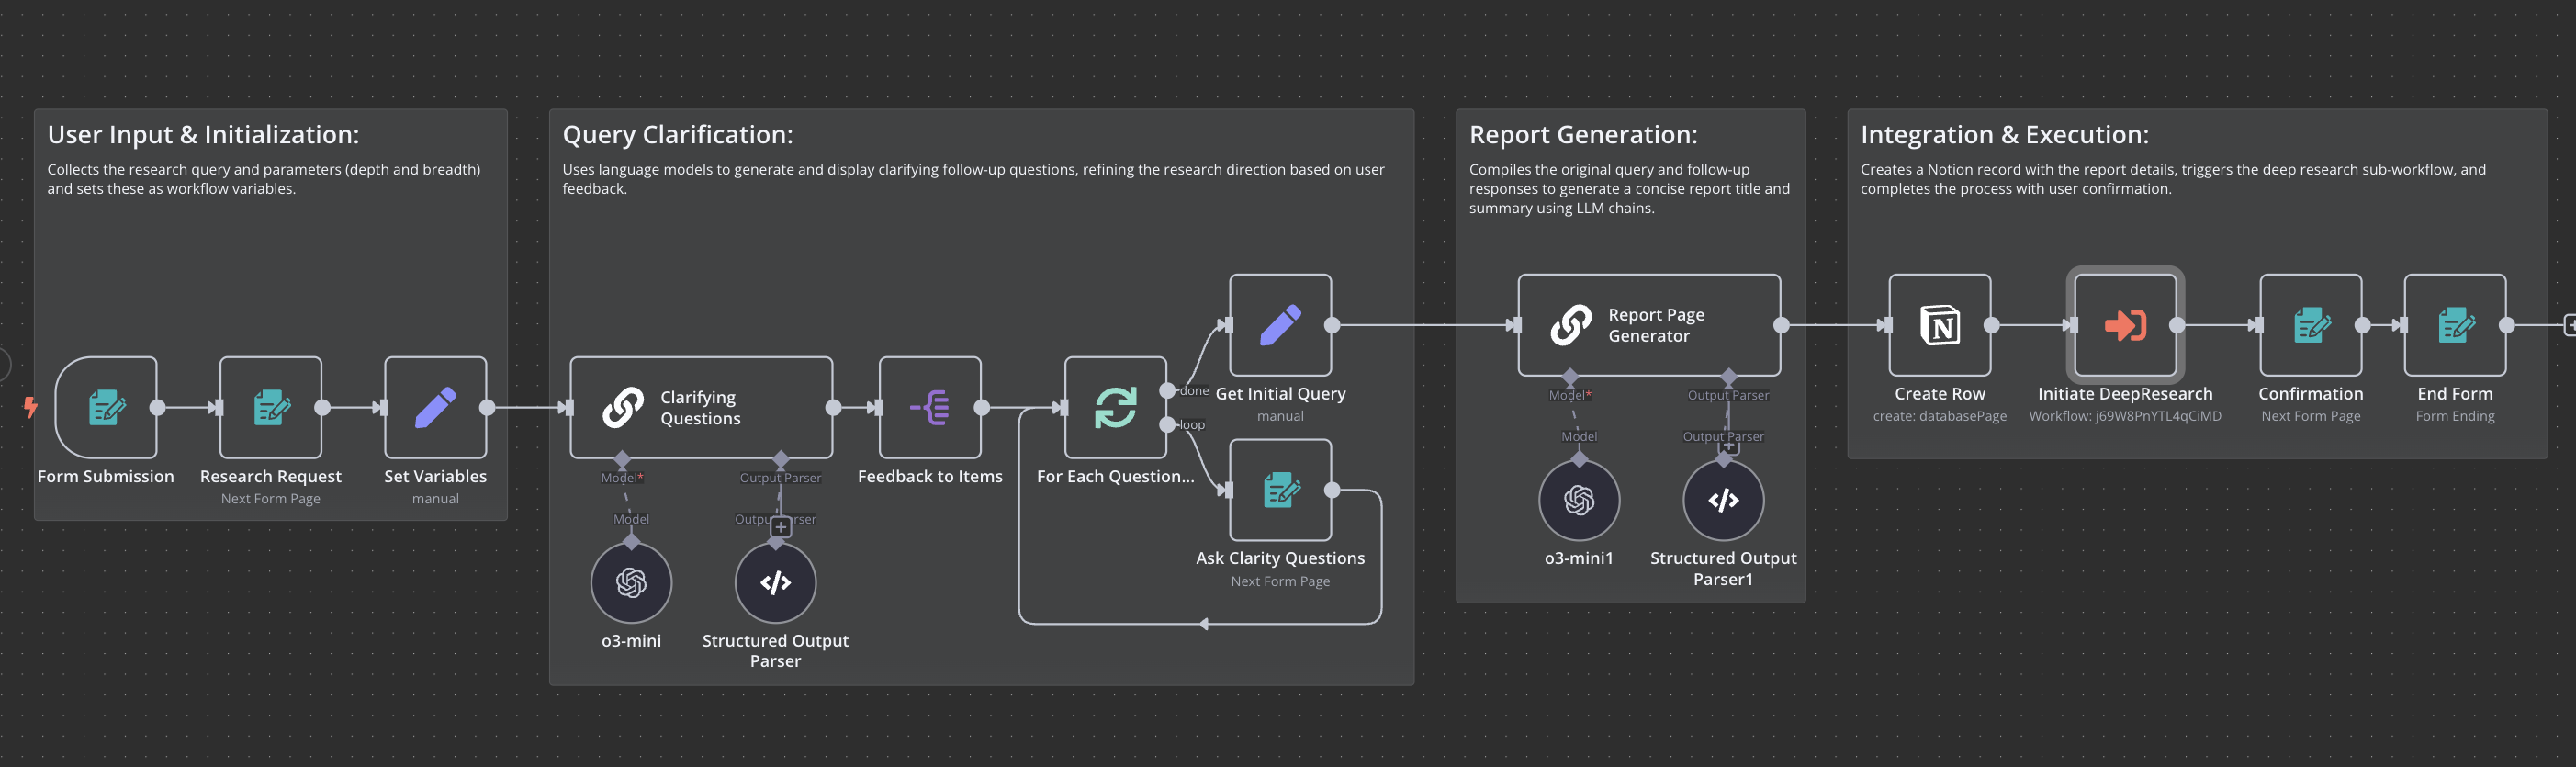 User Input & Initialization:
Collects the research query and parameters (depth and breadth)
and sets these as workflow variables.
Form Submission
Research Request
Next Form Page
Set Variables
manual
Query Clarification:
Uses language models to generate and display clarifying follow-up questions, refining the research direction based on user
feedback.
Clarifying
Questions
Model*
Output Parser
Model
o3-mini
Structured Output
Parser
Feedback to Items
For Each Question...
done
loop
Get Initial Query
manual
Ask Clarity Questions
Next Form Page
Report Generation:
Compiles the original query and follow-up
responses to generate a concise report title and
summary using LLM chains.
Report Page
Generator
Model*
Output Parser
Model
Output Parser
o3-mini1
Structured Output
Parser1
Integration & Execution:
Creates a Notion record with the report details, triggers the deep research sub-workflow, and
completes the process with user confirmation.
Create Row
create: databasePage
Initiate DeepResearch
Workflow: j69W8PnYTL4qCiMD
Confirmation
Next Form Page
End Form
Form Ending